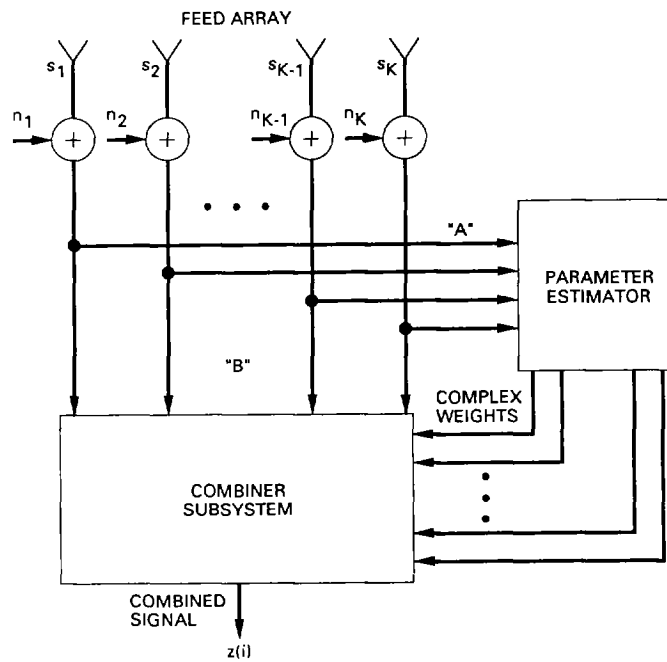 FEED ARRAY
s1 s2 sK-1 sK
n1 n2 nK-1 nK
+ + + +
"A"
PARAMETER
ESTIMATOR
"B"
COMPLEX
WEIGHTS
COMBINER
SUBSYSTEM
COMBINED
SIGNAL
z(i)